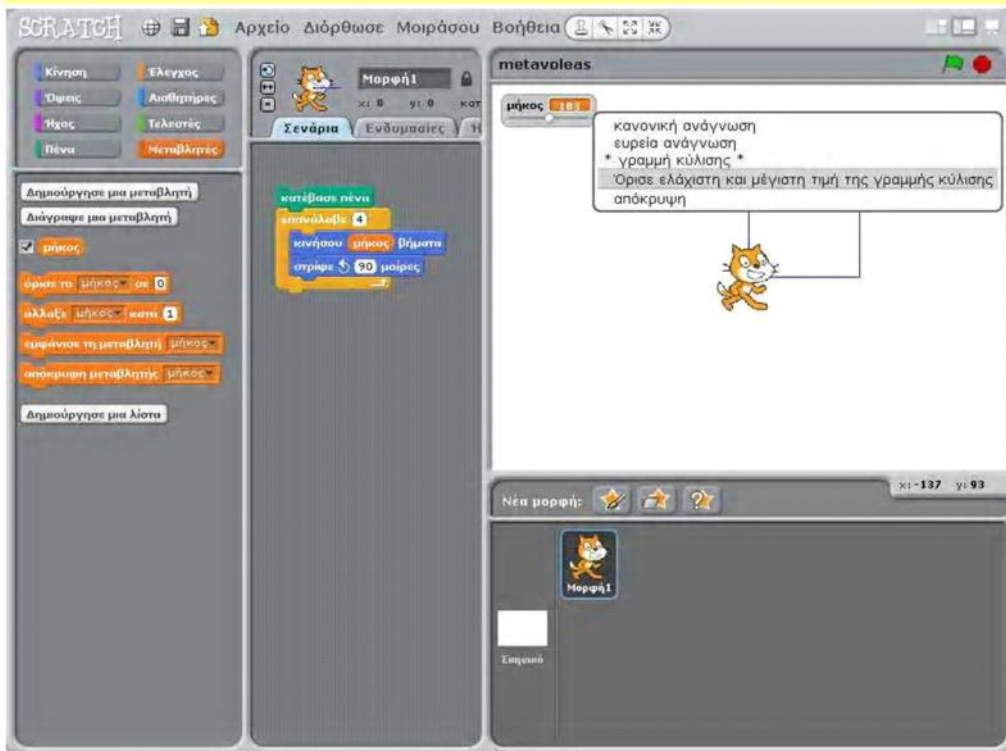 SCRATCH Αρχείο Διόρθωσε Μοιράσου Βοήθεια
Κίνηση Έλεγχος
Όψεις Αισθητήρες
Ήχος Τελεστές
Πένα Μεταβλητές
Δημιούργησε μια μεταβλητή
Διάγραψε μια μεταβλητή
μήκος
όρισε το μήκος σε 0
άλλαξε μήκος κατά 1
εμφάνισε τη μεταβλητή μήκος
απόκρυψη μεταβλητής μήκος
Δημιούργησε μια λίστα
Μορφή1
x: 0 y: 0 κατ
Σενάρια Ενδυμασίες Ή
κατέβασε πένα
επανάλαβε 4
κινήσου μήκος βήματα
στρίψε 90 μοίρες
metavoleas
μήκος 103
κανονική ανάγνωση
ευρεία ανάγνωση
* γραμμή κύλισης *
Όρισε ελάχιστη και μέγιστη τιμή της γραμμής κύλισης
απόκρυψη
x: -137 y: 93
Νέα μορφή:
Μορφή1
Σκηνικό